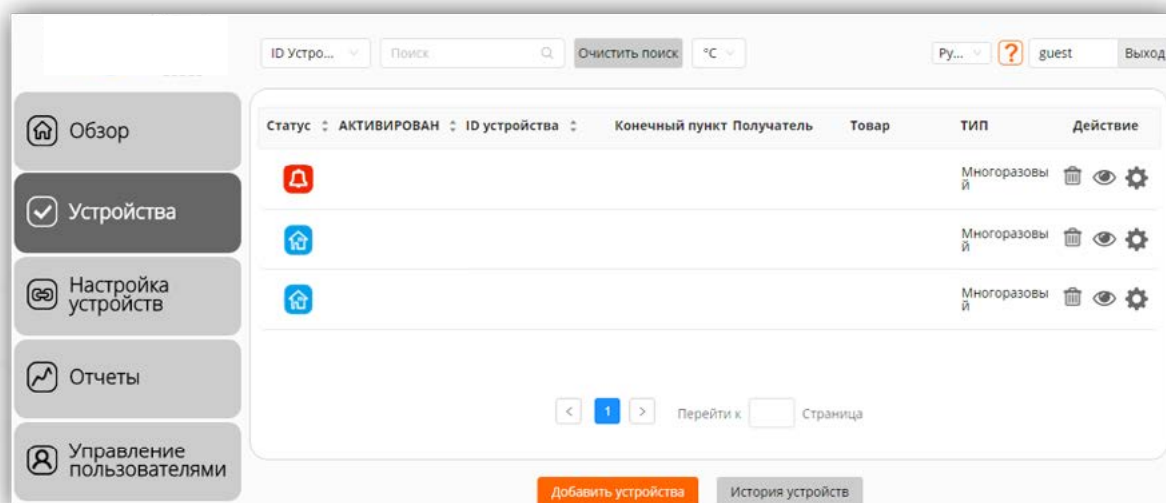 ID Устро... Поиск Очистить поиск °C Ру... ? guest Выход
Обзор
Устройства
Настройка
устройств
Отчеты
Управление
пользователями
Статус АКТИВИРОВАН ID устройства Конечный пункт Получатель Товар ТИП Действие
Многоразовы
й
Многоразовы
й
Многоразовы
й
< 1 > Перейти к Страница
Добавить устройства История устройств